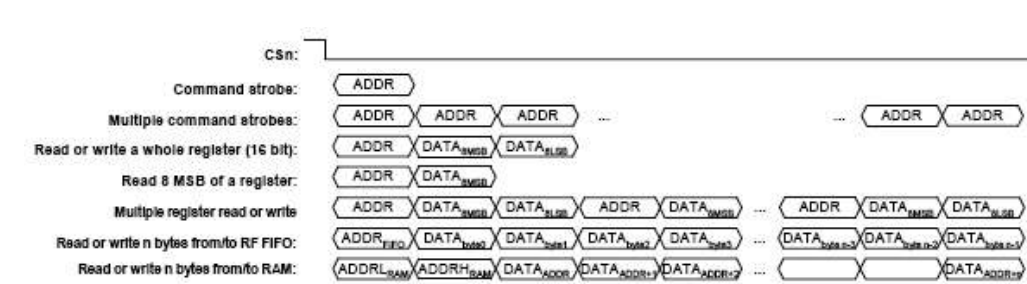 CSn:
Command strobe: ADDR
Multiple command strobes: ADDR ADDR ADDR ... ... ADDR ADDR
Read or write a whole register (16 bit): ADDR DATA8MSB DATA8LSB
Read 8 MSB of a register: ADDR DATA8MSB
Multiple register read or write ADDR DATA8MSB DATA8LSB ADDR DATA8MSB ... ADDR DATA8MSB DATA8LSB
Read or write n bytes from/to RF FIFO: ADDRFIFO DATAbyte0 DATAbyte1 DATAbyte2 DATAbyte3 ... DATAbyte n-3 DATAbyte n-2 DATAbyte n-1
Read or write n bytes from/to RAM: ADDRLRAM ADDRHRAM DATAADDR DATAADDR+1 DATAADDR+2 ... DATAADDR+n